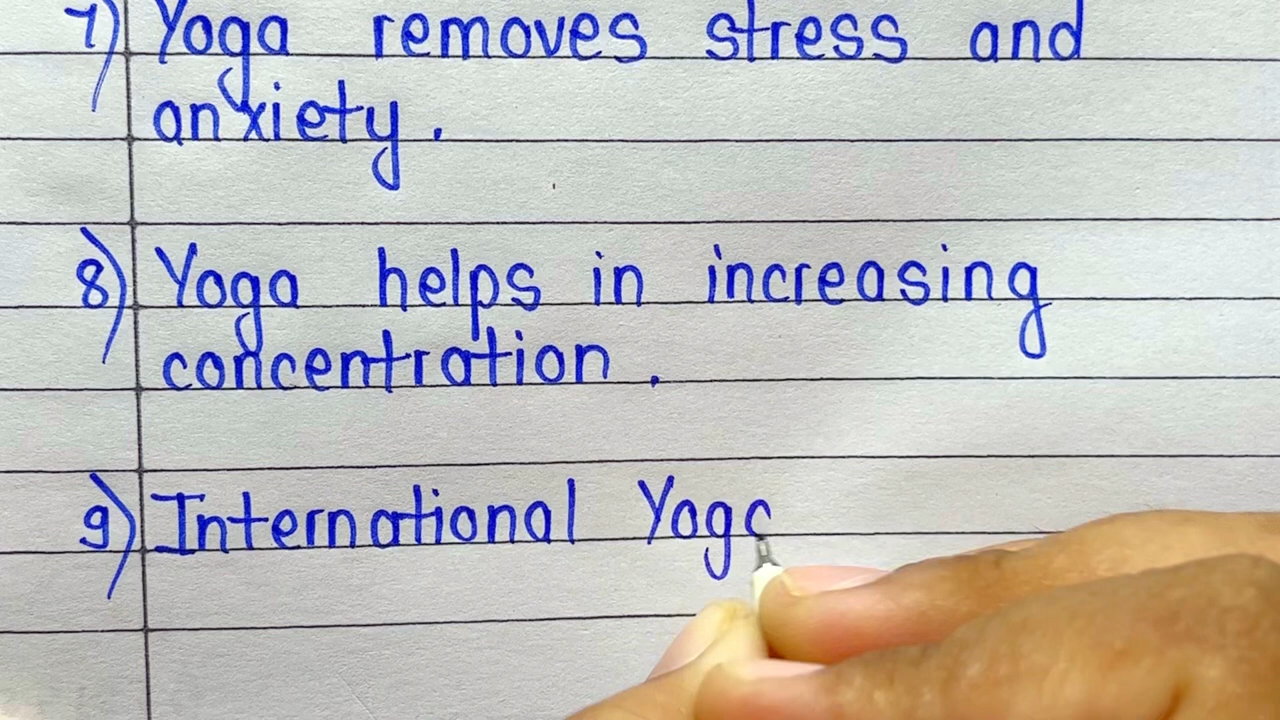 7) Yoga removes stress and
anxiety.
8) Yoga helps in increasing
concentration.
9) International Yoga